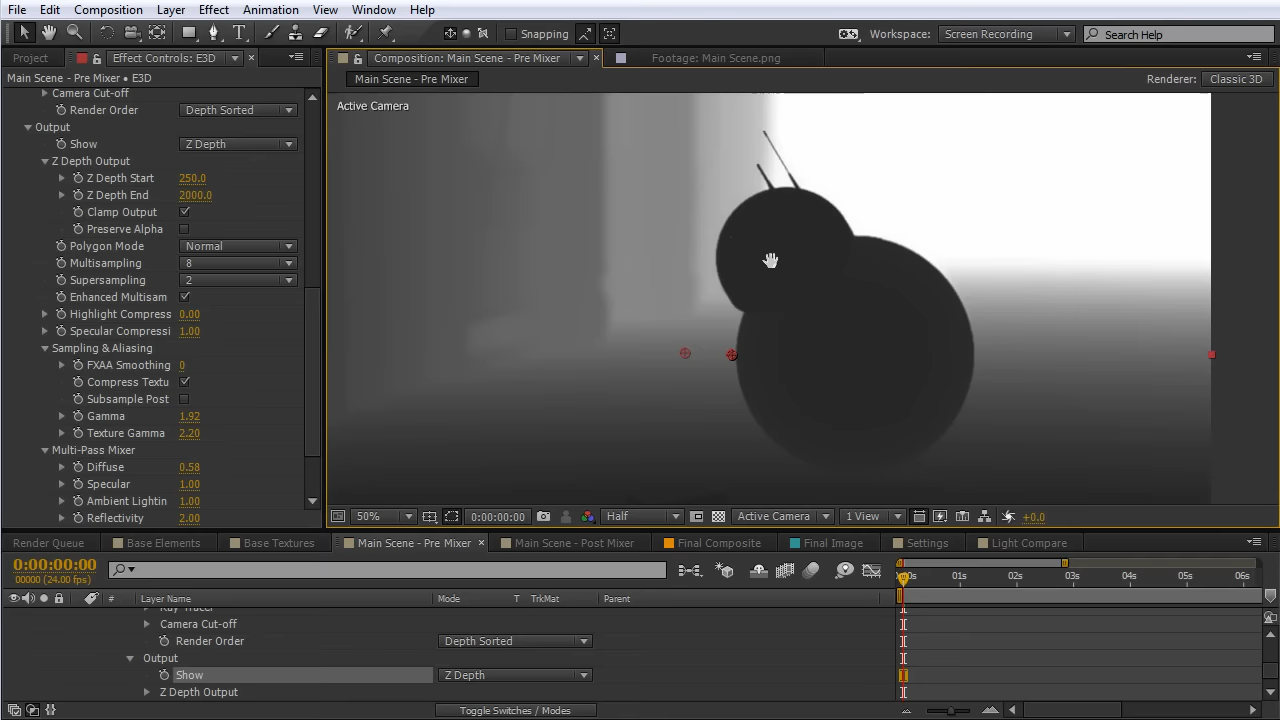 File Edit Composition Layer Effect Animation View Window Help
Snapping Workspace: Screen Recording Search Help
Project Effect Controls: E3D Composition: Main Scene - Pre Mixer Footage: Main Scene.png
Main Scene - Pre Mixer • E3D Main Scene - Pre Mixer Renderer: Classic 3D
Camera Cut-off
Active Camera
Render Order Depth Sorted
Output
Show Z Depth
Z Depth Output
Z Depth Start 250.0
Z Depth End 2000.0
Clamp Output
Preserve Alpha
Polygon Mode Normal
Multisampling 8
Supersampling 2
Enhanced Multisam
Highlight Compress 0.00
Specular Compressi 1.00
Sampling & Aliasing
FXAA Smoothing 0
Compress Textu
Subsample Post
Gamma 1.92
Texture Gamma 2.20
Multi-Pass Mixer
Diffuse 0.58
Specular 1.00
Ambient Lightin 1.00
Reflectivity 2.00
50% 0:00:00:00 Half Active Camera 1 View +0.0
Render Queue Base Elements Base Textures Main Scene - Pre Mixer Main Scene - Post Mixer Final Composite Final Image Settings Light Compare
0:00:00:00
00000 (24.00 fps)
01s 02s 03s 04s 05s 06s
# Layer Name Mode T TrkMat Parent
Ray Tracer
Camera Cut-off
Render Order Depth Sorted
Output
Show Z Depth
Z Depth Output
Toggle Switches / Modes